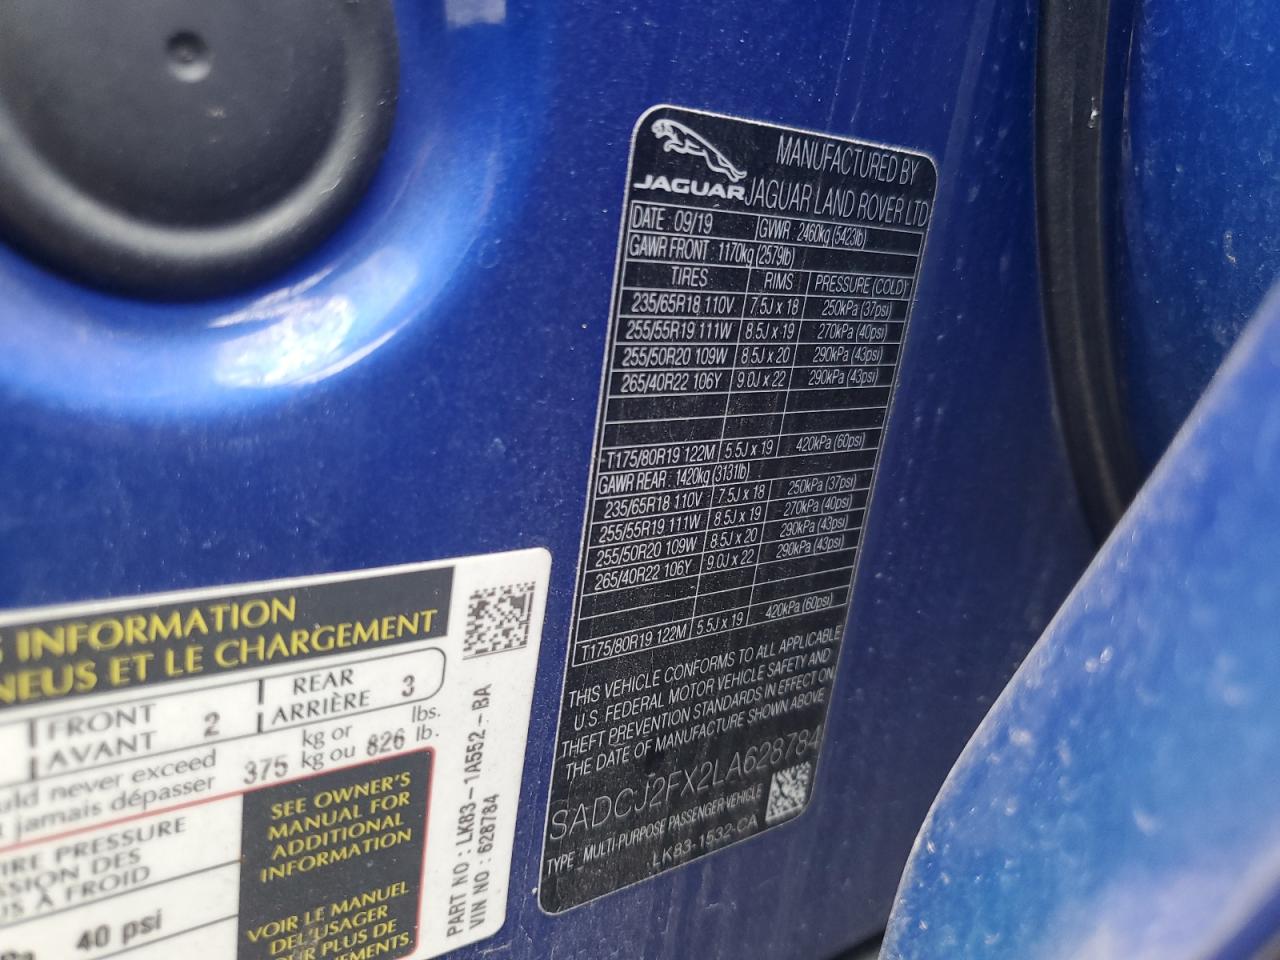 JAGUAR
MANUFACTURED BY
JAGUAR LAND ROVER LTD
DATE : 09/19 GVWR : 2460kg (5423lb)
GAWR FRONT : 1170kg (2579lb)
TIRES RIMS PRESSURE (COLD)
235/65R18 110V 7.5J x 18 250kPa (37psi)
255/55R19 111W 8.5J x 19 270kPa (40psi)
255/50R20 109W 8.5J x 20 290kPa (43psi)
265/40R22 106Y 9.0J x 22 290kPa (43psi)
T175/80R19 122M 5.5J x 19 420kPa (60psi)
GAWR REAR : 1420kg (3131lb)
235/65R18 110V 7.5J x 18 250kPa (37psi)
255/55R19 111W 8.5J x 19 270kPa (40psi)
255/50R20 109W 8.5J x 20 290kPa (43psi)
265/40R22 106Y 9.0J x 22 290kPa (43psi)
T175/80R19 122M 5.5J x 19 420kPa (60psi)
THIS VEHICLE CONFORMS TO ALL APPLICABLE
U.S. FEDERAL MOTOR VEHICLE SAFETY AND
THEFT PREVENTION STANDARDS IN EFFECT ON
THE DATE OF MANUFACTURE SHOWN ABOVE
SADCJ2FX2LA628784
TYPE : MULTI-PURPOSE PASSENGER VEHICLE
LK83-1532-CA
INFORMATION
ET LE CHARGEMENT
FRONT
AVANT 2
REAR
ARRIÈRE 3
never exceed
jamais dépasser 375 kg or
kg ou 826 lbs.
lb.
PRESSURE
DES
À FROID
40 psi
SEE OWNER'S
MANUAL FOR
ADDITIONAL
INFORMATION
VOIR LE MANUEL
DE L'USAGER
PLUS DE
PART NO : LK83-1A552-BA
VIN NO : 628784